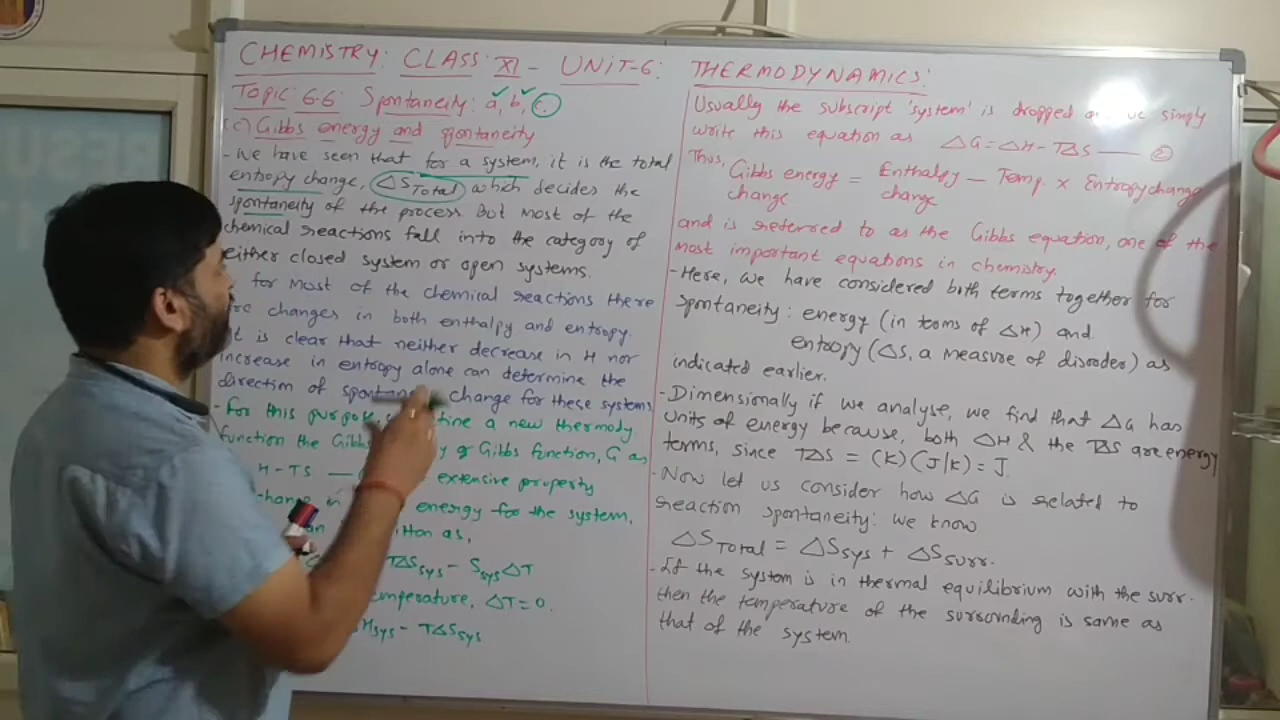 CHEMISTRY: CLASS: XI - UNIT-6: THERMODYNAMICS:
Topic: 6.6: Spontaneity: a, b, c.
(c) Gibbs energy and spontaneity
- We have seen that for a system, it is the total
entropy change, △S Total which decides the
spontaneity of the process But most of the
chemical reactions fall into the category of
either closed system or open systems.
for most of the chemical reactions there
changes in both enthalpy and entropy.
It is clear that neither decrease in H nor
increase in entropy alone can determine the
direction of change for these systems
- For this a new thermody.
function the Gibbs or Gibbs function, G as
H - TS — extensive property
change in energy for the system,
as,
T△Ssys - Ssys△T
temperature, △T = 0.
Hsys - T△Ssys
Usually the subscript 'system' is dropped we simply
write this equation as △G = △H - T△S — ②
Thus, Gibbs energy change = Enthalpy change - Temp. × Entropy change
and is referred to as the Gibbs equation, one of the
most important equations in chemistry.
- Here, we have considered both terms together for
spontaneity: energy (in toms of △H) and
entropy (△S, a measure of disroder) as
indicated earlier.
- Dimensionally if we analyse, we find that △G has
units of energy because, both △H & the T△S are energy
terms, since T△S = (K) (J/K) = J.
- Now let us consider how △G is related to
reaction spontaneity: we know
△S Total = △Ssys + △Ssurr.
- If the system is in thermal equilibrium with the surr.
then the temperature of the surrounding is same as
that of the system.